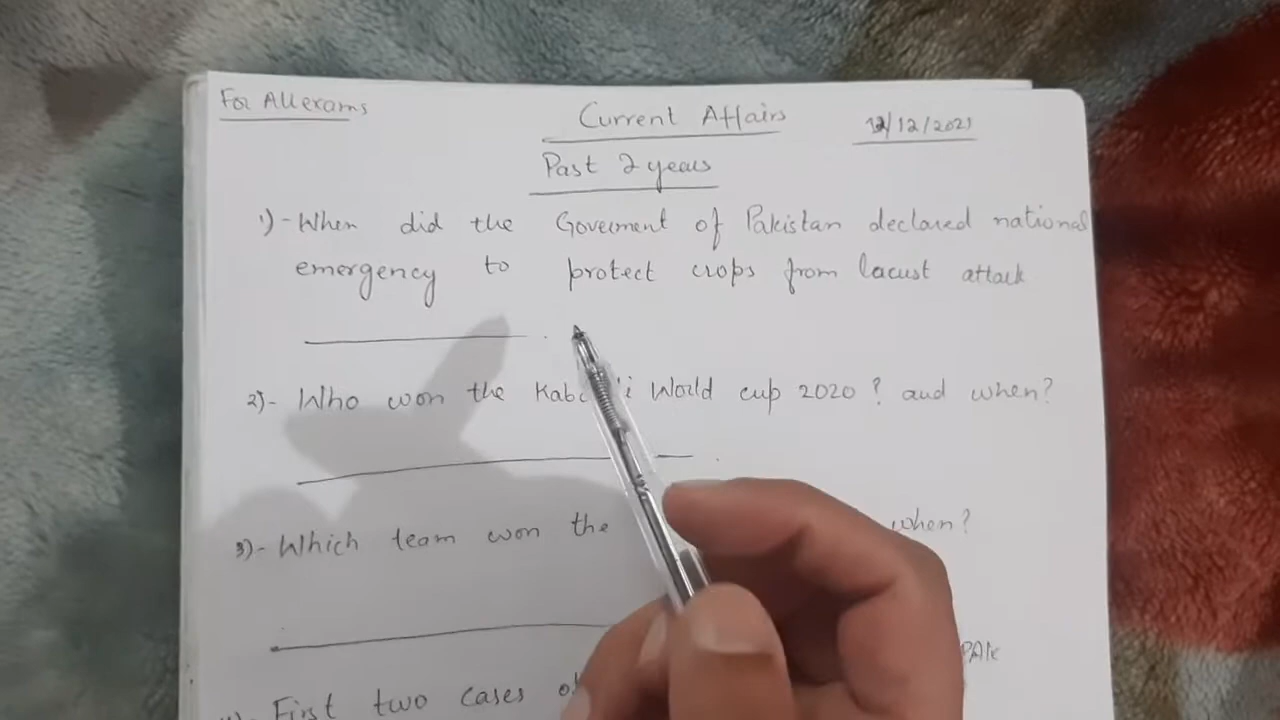 For All exams
Current Affairs
12/12/2021
Past 2 years
1)- When did the Goverment of Pakistan declared national
emergency to protect crops from lacust attack
2)- Who won the Kab i World cup 2020 ? and when?
3)- Which team won the when?
PAK
First two cases